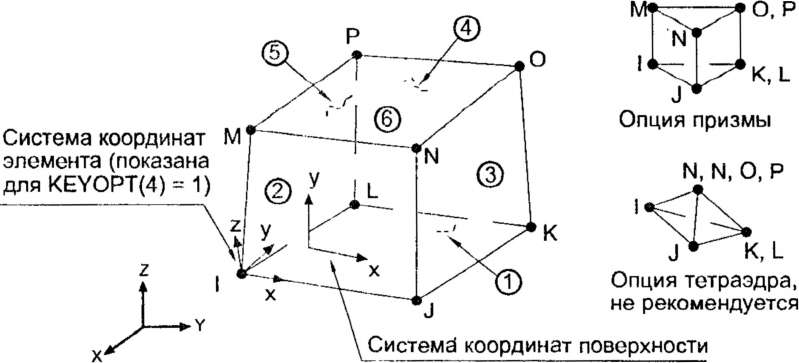 P
4
O
5
M
6
N
Система координат
элемента (показана
для KEYOPT(4) = 1)
2
y
L
3
z
y
K
I
x
x
1
J
Z
Y
X
Система координат поверхности
M
O, P
N
I
K, L
J
Опция призмы
N, N, O, P
I
J
K, L
Опция тетраэдра,
не рекомендуется